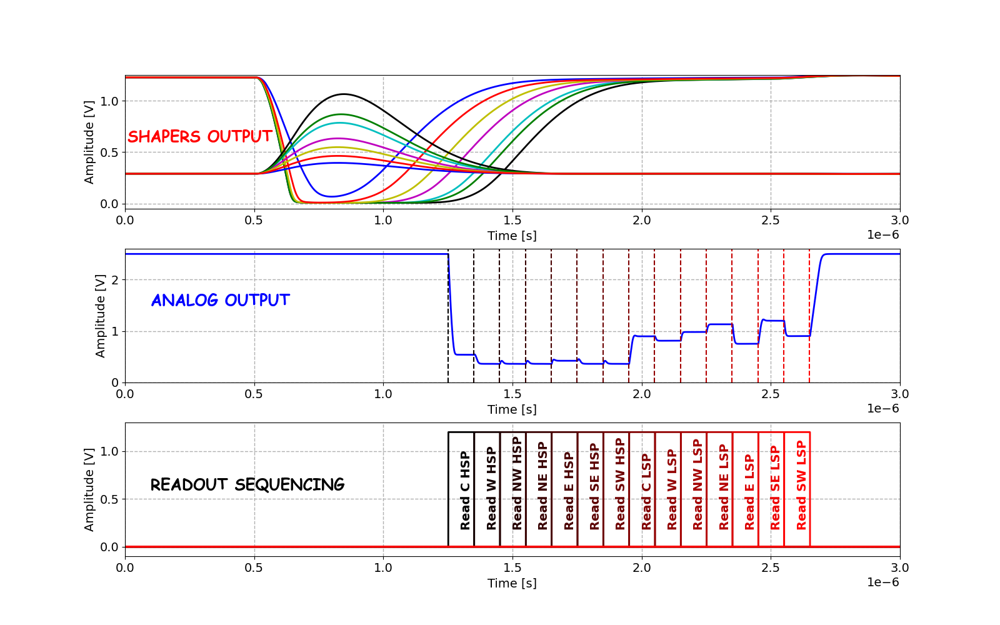 Amplitude [V]
1.0
0.5
0.0
SHAPERS OUTPUT
0.0 0.5 1.0 1.5 2.0 2.5 3.0
Time [s]
1e−6
Amplitude [V]
2
1
0
ANALOG OUTPUT
0.0 0.5 1.0 1.5 2.0 2.5 3.0
Time [s]
1e−6
Amplitude [V]
1.0
0.5
0.0
READOUT SEQUENCING
Read C HSP
Read W HSP
Read NW HSP
Read NE HSP
Read E HSP
Read SE HSP
Read SW HSP
Read C LSP
Read W LSP
Read NW LSP
Read NE LSP
Read E LSP
Read SE LSP
Read SW LSP
0.0 0.5 1.0 1.5 2.0 2.5 3.0
Time [s]
1e−6